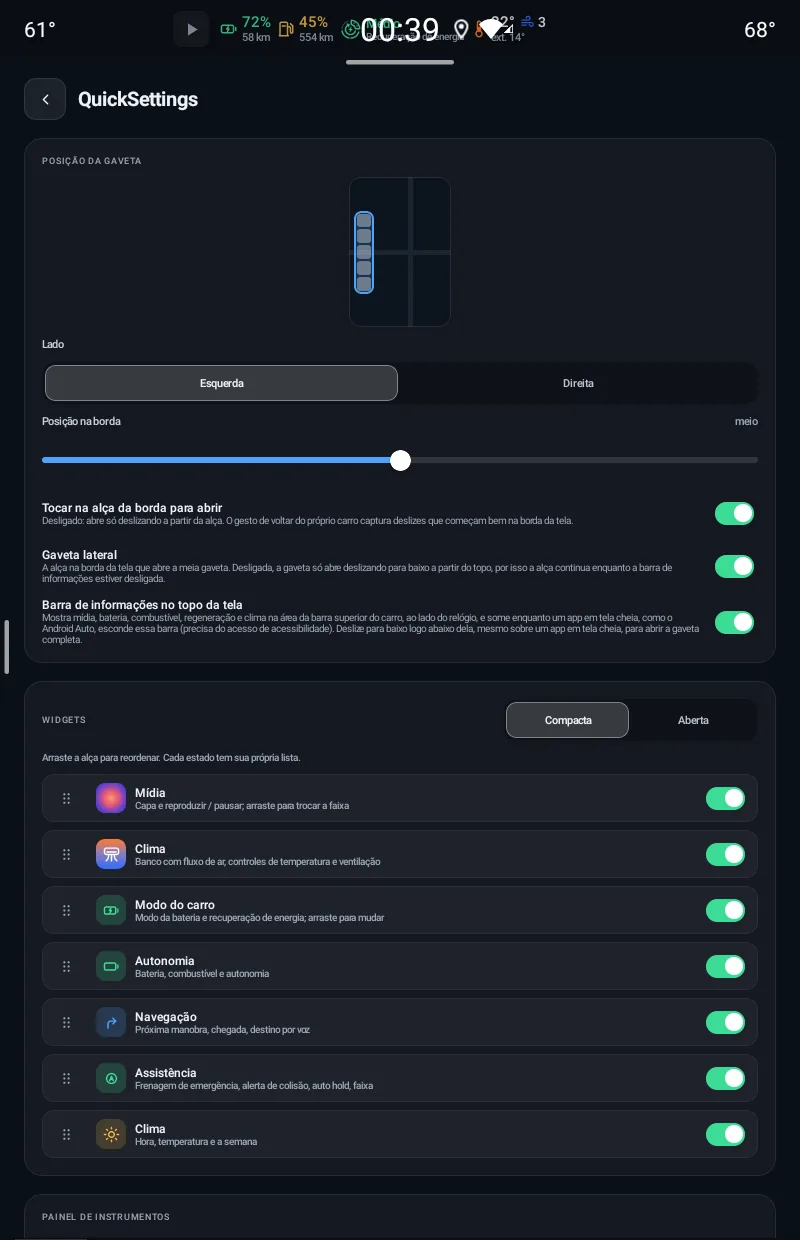 61°
72%
58 km
45%
554 km
00:39
ext. 14°
3
68°
QuickSettings
POSIÇÃO DA GAVETA
Lado
Esquerda
Direita
Posição na borda
meio
Tocar na alça da borda para abrir
Desligado: abre só deslizando a partir da alça. O gesto de voltar do próprio carro captura deslizes que começam bem na borda da tela.
Gaveta lateral
A alça na borda da tela que abre a meia gaveta. Desligada, a gaveta só abre deslizando para baixo a partir do topo, por isso a alça continua enquanto a barra de
informações estiver desligada.
Barra de informações no topo da tela
Mostra mídia, bateria, combustível, regeneração e clima na área da barra superior do carro, ao lado do relógio, e some enquanto um app em tela cheia, como o
Android Auto, esconde essa barra (precisa do acesso de acessibilidade). Deslize para baixo logo abaixo dela, mesmo sobre um app em tela cheia, para abrir a gaveta
completa.
WIDGETS
Compacta
Aberta
Arraste a alça para reordenar. Cada estado tem sua própria lista.
Mídia
Capa e reproduzir / pausar; arraste para trocar a faixa
Clima
Banco com fluxo de ar, controles de temperatura e ventilação
Modo do carro
Modo da bateria e recuperação de energia; arraste para mudar
Autonomia
Bateria, combustível e autonomia
Navegação
Próxima manobra, chegada, destino por voz
Assistência
Frenagem de emergência, alerta de colisão, auto hold, faixa
Clima
Hora, temperatura e a semana
PAINEL DE INSTRUMENTOS